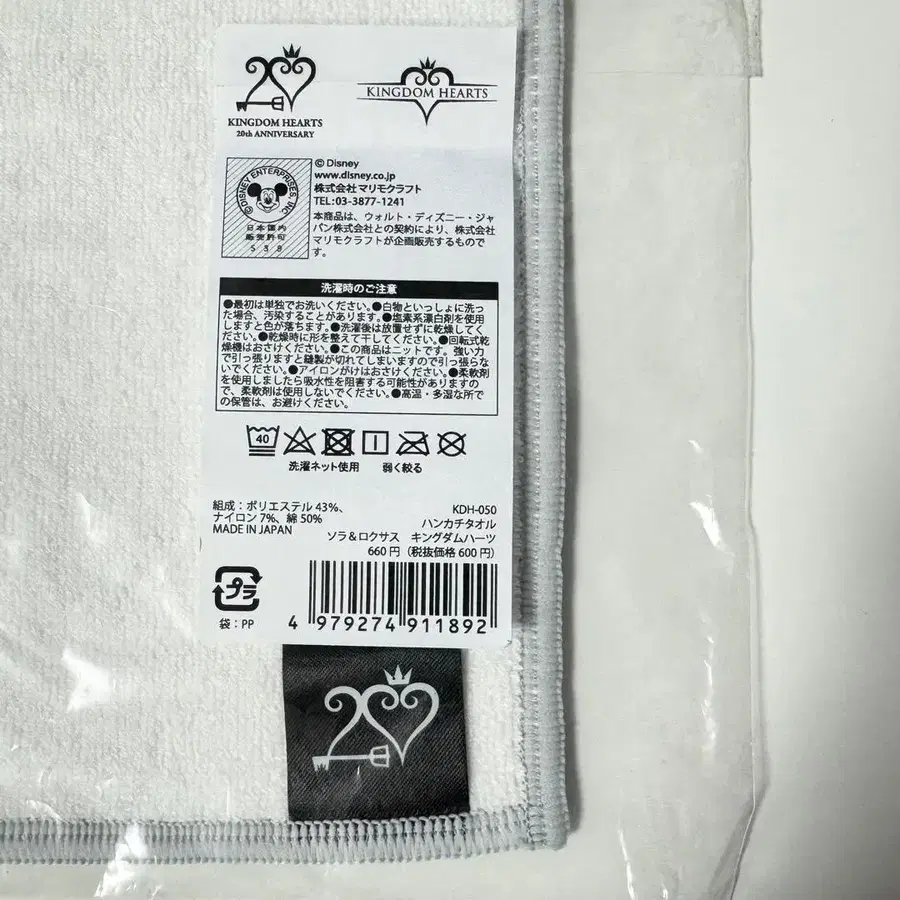 KINGDOM HEARTS
20th ANNIVERSARY
KINGDOM HEARTS
©DISNEY ENTERPRISES, INC.
日本国内
販売許可
538
© Disney
www.disney.co.jp
株式会社マリモクラフト
TEL:03-3877-1241
本商品は、ウォルト・ディズニー・ジャ
パン株式会社との契約により、株式会社
マリモクラフトが企画販売するもので
す。
洗濯時のご注意
●最初は単独でお洗いください。●白物といっしょに洗っ
た場合、汚染することがあります。●塩素系漂白剤を使用
しますと色が落ちます。●洗濯後は放置せずに乾燥してく
ださい。●乾燥時に形を整えて干してください。●回転式乾
燥機はおさけください。●この商品はニットです。強い力
で引っ張りますと縫製が切れてしまいますので引っ張らな
いでください。●アイロンがけはおさけください。●柔軟剤
を使用しましたら吸水性を阻害する可能性がありますの
で、柔軟剤は使用しないでください。●高温・多湿な所で
の保管は、お避けください。
40
洗濯ネット使用
弱く絞る
組成：ポリエステル 43%、
ナイロン 7%、綿 50%
MADE IN JAPAN
KDH-050
ハンカチタオル
ソラ＆ロクサス　キングダムハーツ
660 円（税抜価格 600 円）
プラ
袋：PP
4 979274 911892